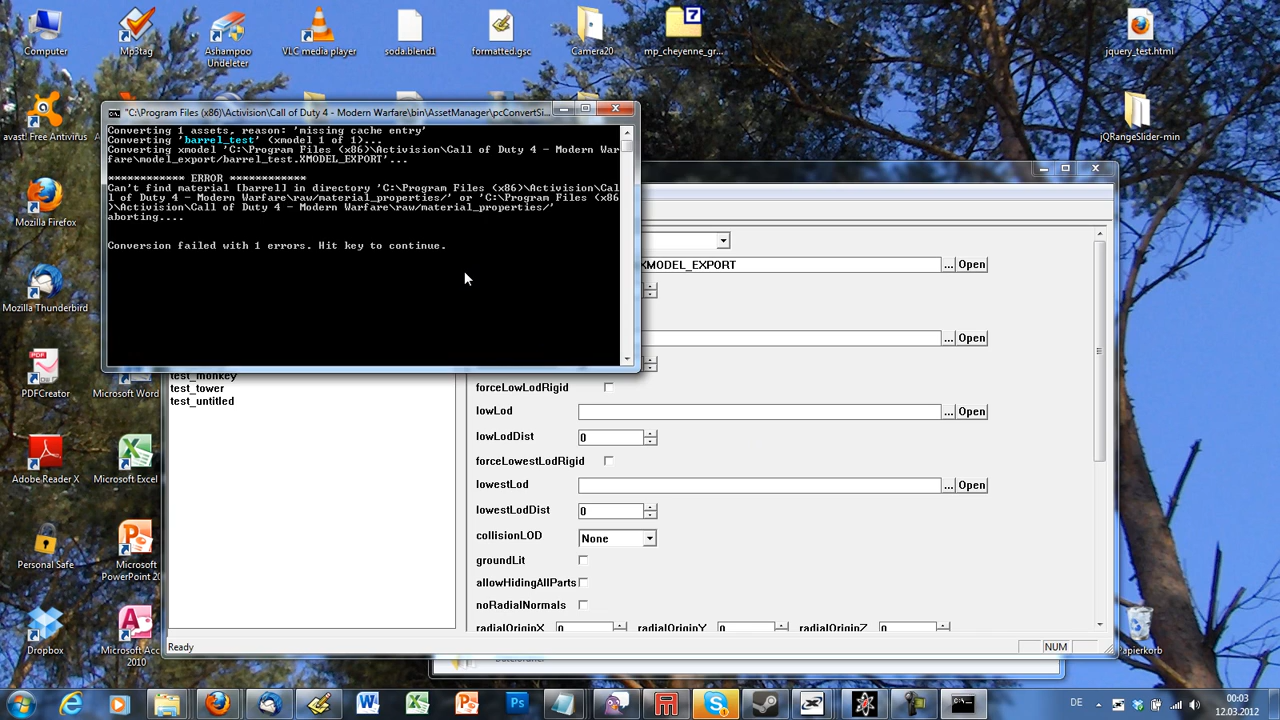 Computer
Mp3tag
Ashampoo
Undeleter
VLC media player
soda.blend1
formatted.gsc
Camera20
7
mp_cheyenne_gr...
jquery_test.html
avast! Free Antivirus
jQRangeSlider-min
Mozilla Firefox
Mozilla Thunderbird
PDFCreator
Microsoft Word
Adobe Reader X
Microsoft Excel
Personal Safe
Microsoft
PowerPoint 20
Dropbox
Microsoft Acc
2010
Papierkorb
"C:\Program Files (x86)\Activision\Call of Duty 4 - Modern Warfare\bin\AssetManager\pcConvertSi...
Converting 1 assets, reason: 'missing cache entry'
Converting 'barrel_test' (xmodel 1 of 1)...
Converting xmodel 'C:\Program Files (x86)\Activision\Call of Duty 4 - Modern War
fare\model_export/barrel_test.XMODEL_EXPORT'...
************ ERROR ************
Can't find material [barrel] in directory 'C:\Program Files (x86)\Activision\Cal
l of Duty 4 - Modern Warfare\raw/material_properties/' or 'C:\Program Files (x86
)\Activision\Call of Duty 4 - Modern Warfare\raw/material_properties/'
aborting....
Conversion failed with 1 errors. Hit key to continue.
XMODEL_EXPORT
... Open
... Open
test_monkey
test_tower
test_untitled
forceLowLodRigid
lowLod
... Open
lowLodDist 0
forceLowestLodRigid
lowestLod
... Open
lowestLodDist 0
collisionLOD None
groundLit
allowHidingAllParts
noRadialNormals
radialOriginX 0 radialOriginY 0 radialOriginZ 0
Ready
NUM
DE
00:03
12.03.2012